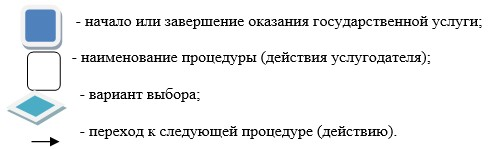 - начало или завершение оказания государственной услуги;
- наименование процедуры (действия услугодателя);
- вариант выбора;
- переход к следующей процедуре (действию).